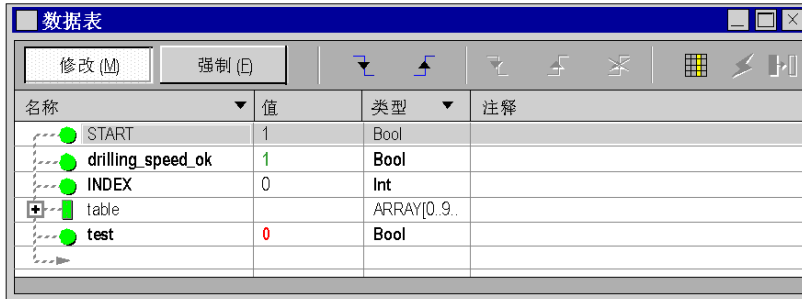 数据表
修改 (M) 强制 (F)
名称 值 类型 注释
START 1 Bool
drilling_speed_ok 1 Bool
INDEX 0 Int
table ARRAY[0..9..
test 0 Bool